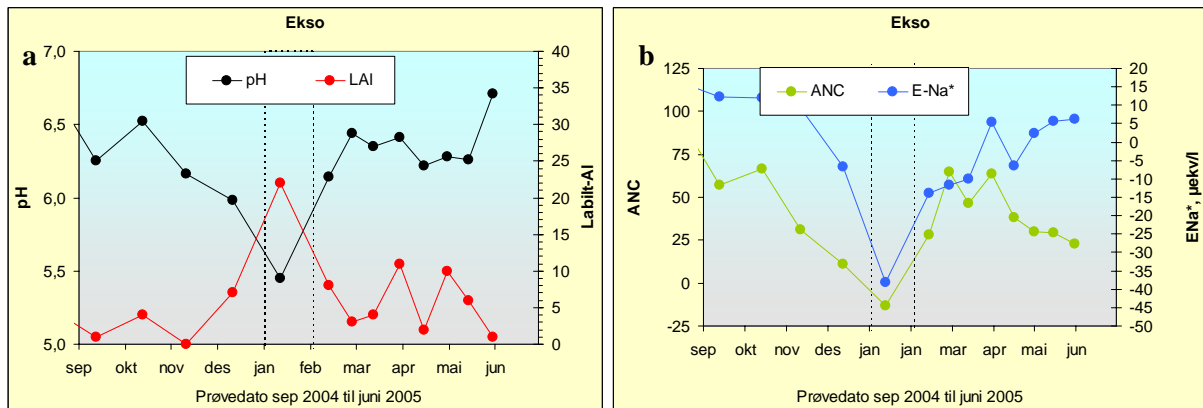 Ekso
a
pH LAl
7,0
6,5
6,0
5,5
5,0
pH
40
35
30
25
20
15
10
5
0
Labilt-Al
sep okt nov des jan feb mar apr mai jun
Prøvedato sep 2004 til juni 2005
Ekso
b
ANC E-Na*
125
100
75
50
25
0
-25
ANC
20
15
10
5
0
-5
-10
-15
-20
-25
-30
-35
-40
-45
-50
ENa*, µekv/l
sep okt nov des jan jan mar apr mai jun
Prøvedato sep 2004 til juni 2005